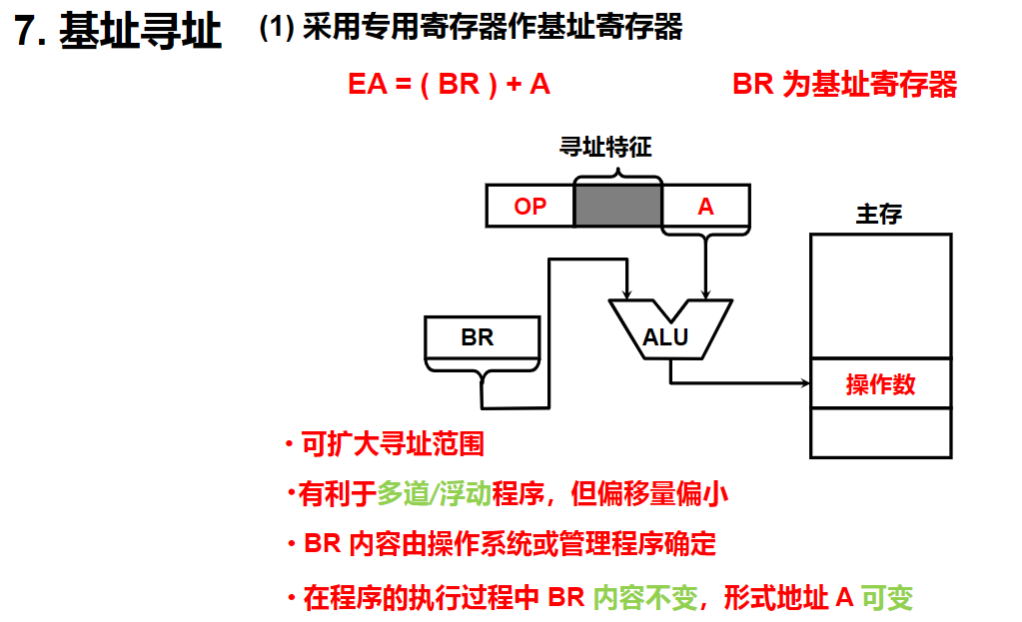 7. 基址寻址 (1) 采用专用寄存器作基址寄存器
EA = ( BR ) + A BR 为基址寄存器
寻址特征
OP A
主存
BR
ALU
操作数
• 可扩大寻址范围
•有利于多道/浮动程序，但偏移量偏小
• BR 内容由操作系统或管理程序确定
• 在程序的执行过程中 BR 内容不变，形式地址 A 可变